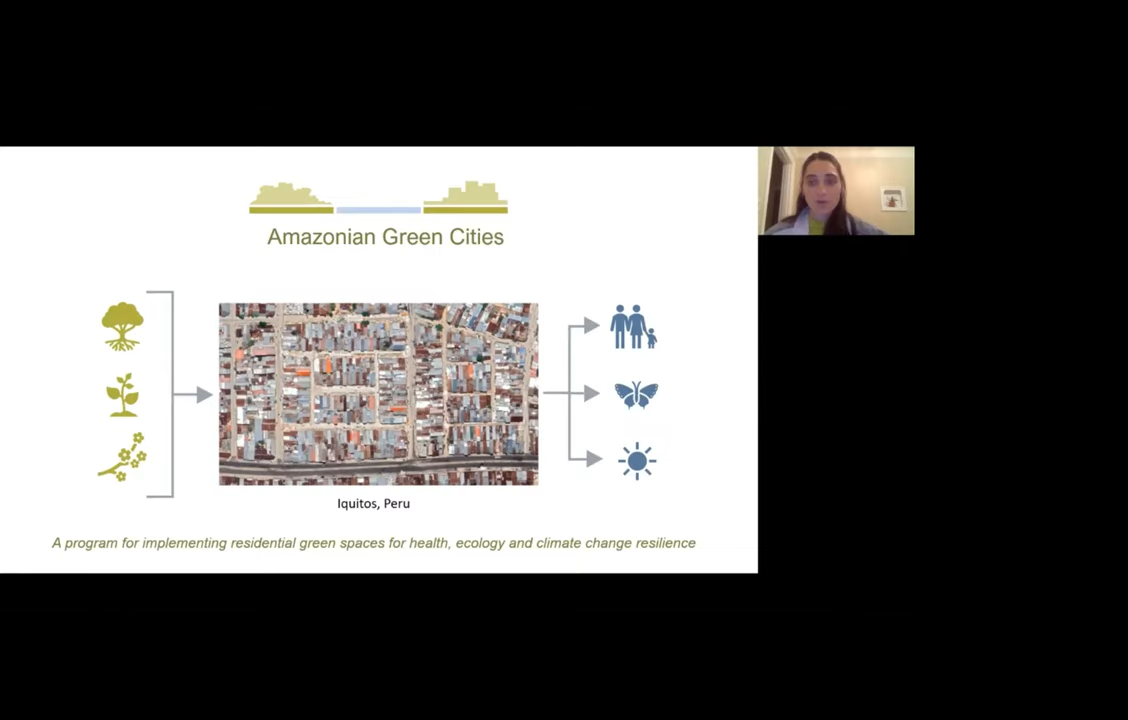 Amazonian Green Cities
Iquitos, Peru
A program for implementing residential green spaces for health, ecology and climate change resilience